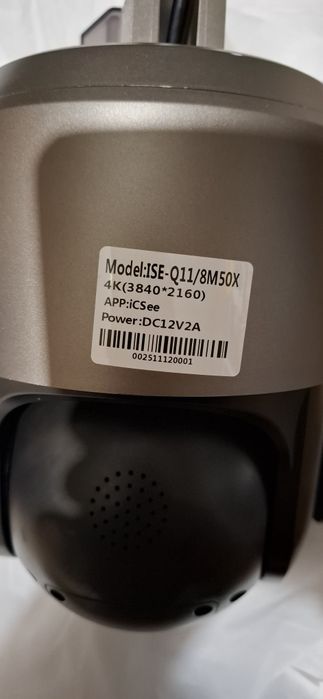 Model:ISE-Q11/8M50X
4K(3840*2160)
APP:iCSee
Power:DC12V2A
002511120001